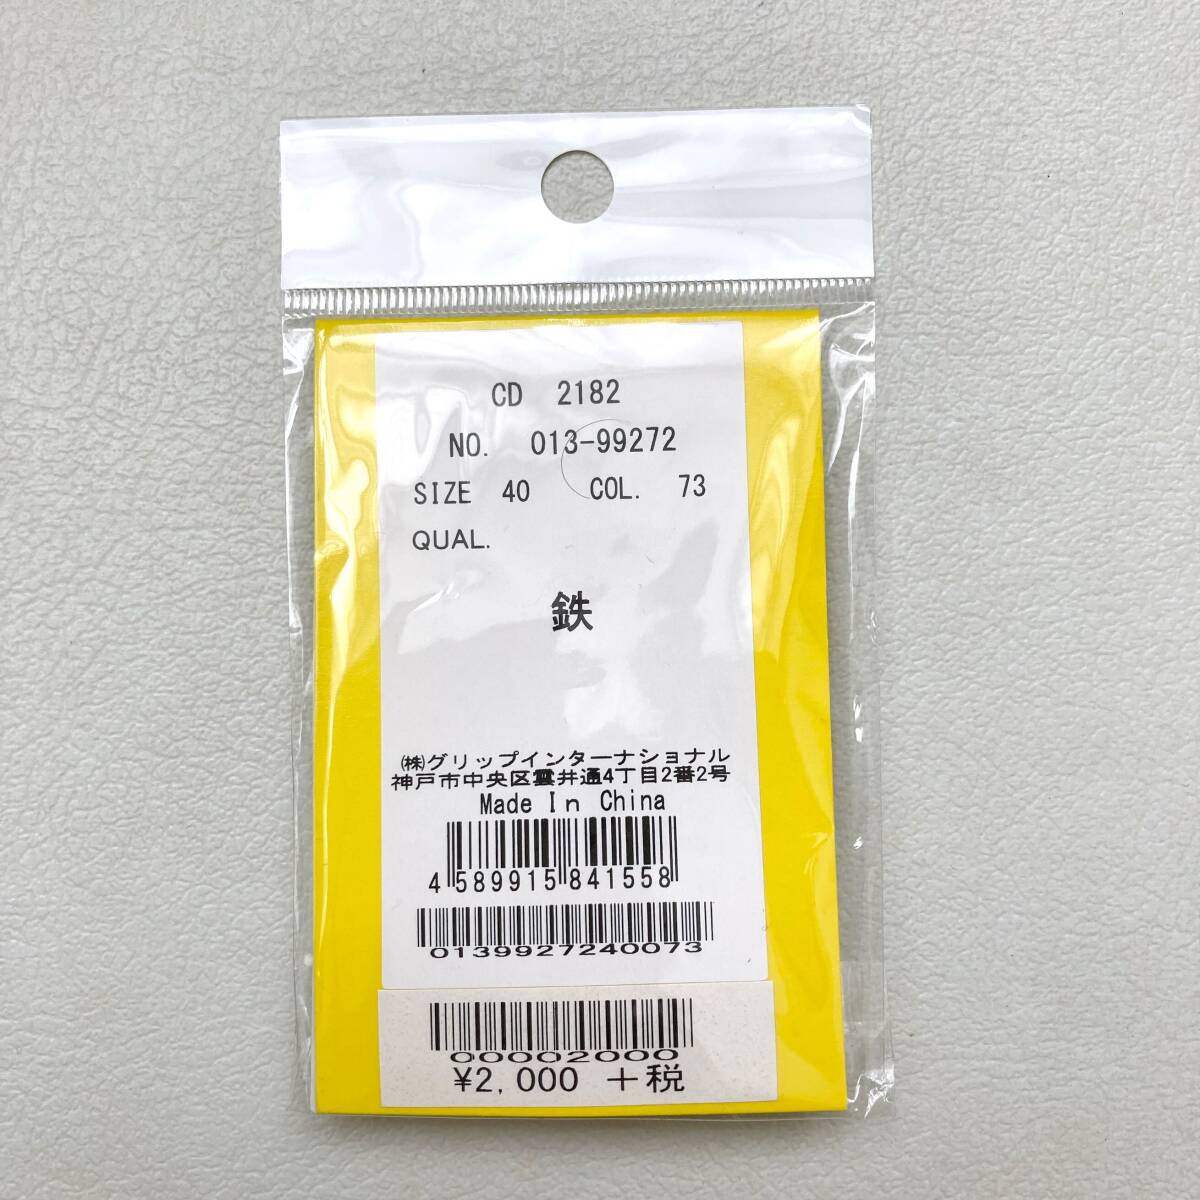 CD 2182
NO. 013-99272
SIZE 40 COL. 73
QUAL.
鉄
㈱グリップインターナショナル
神戸市中央区雲井通4丁目2番2号
Made In China
4 589915 841558
0139927240073
00002000
¥2,000 +税